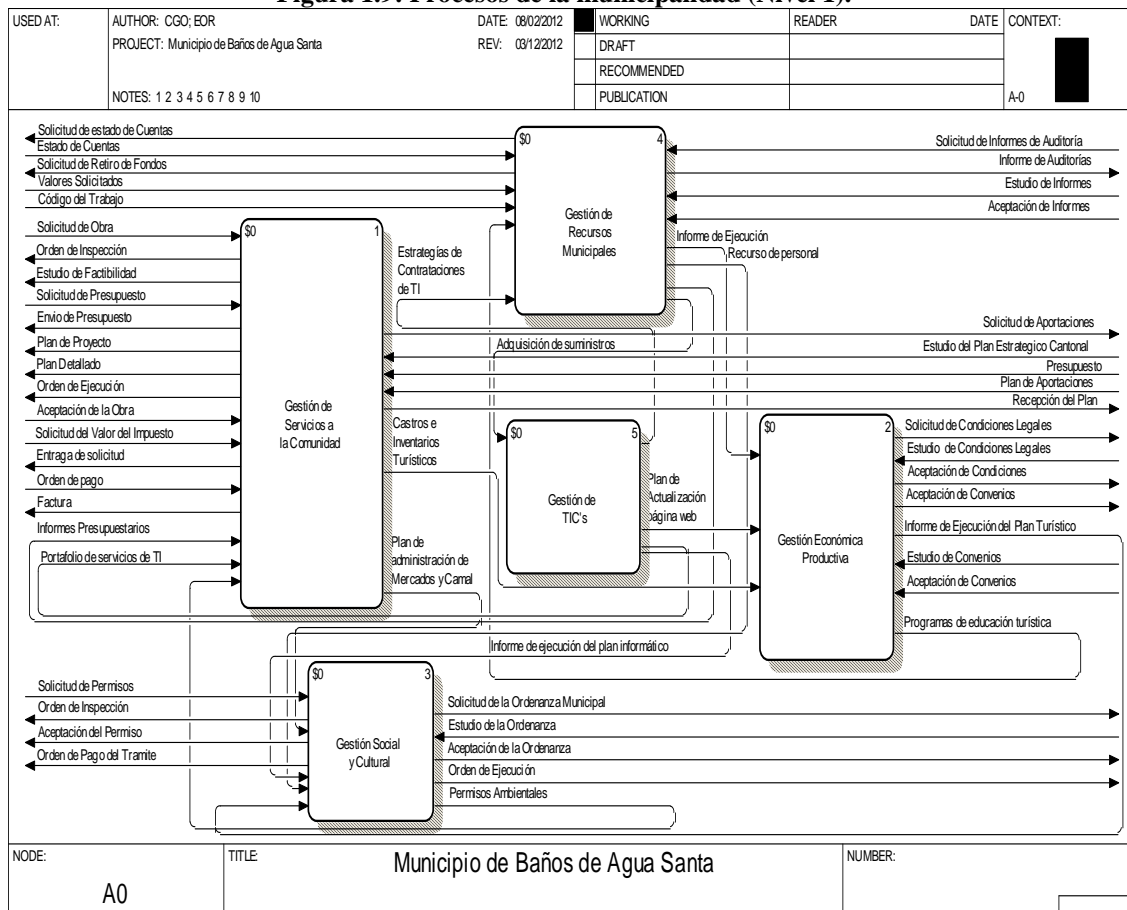 Figura 1.9. Procesos de la municipalidad (Nivel 1).
USED AT:
AUTHOR: CGO; EOR
DATE: 08/02/2012
PROJECT: Municipio de Baños de Agua Santa
REV: 03/12/2012
NOTES: 1 2 3 4 5 6 7 8 9 10
WORKING
DRAFT
RECOMMENDED
PUBLICATION
READER
DATE
CONTEXT:
A-0
Solicitud de estado de Cuentas
Estado de Cuentas
Solicitud de Retiro de Fondos
Valores Solicitados
Código del Trabajo
Solicitud de Obra
Orden de Inspección
Estudio de Factibilidad
Solicitud de Presupuesto
Envio de Presupuesto
Plan de Proyecto
Plan Detallado
Orden de Ejecución
Aceptación de la Obra
Solicitud del Valor del Impuesto
Entraga de solicitud
Orden de pago
Factura
Informes Presupuestarios
Portafolio de servicios de TI
$0 1
Gestión de
Servicios a
la Comunidad
Estrategías de
Contrataciones
de TI
$0 4
Gestión de
Recursos
Municipales
Solicitud de Informes de Auditoría
Informe de Auditorías
Estudio de Informes
Aceptación de Informes
Informe de Ejecución
Recurso de personal
Adquisición de suministros
Solicitud de Aportaciones
Estudio del Plan Estrategico Cantonal
Presupuesto
Plan de Aportaciones
Recepción del Plan
Castros e
Inventarios
Turísticos
$0 5
Gestión de
TIC's
Plan de
Actualización
página web
$0 2
Gestión Económica
Productiva
Solicitud de Condiciones Legales
Estudio de Condiciones Legales
Aceptación de Condiciones
Aceptación de Convenios
Informe de Ejecución del Plan Turístico
Estudio de Convenios
Aceptación de Convenios
Programas de educación turística
Plan de
administración de
Mercados y Camal
Informe de ejecución del plan informático
Solicitud de Permisos
Orden de Inspección
Aceptación del Permiso
Orden de Pago del Tramite
$0 3
Gestión Social
y Cultural
Solicitud de la Ordenanza Municipal
Estudio de la Ordenanza
Aceptación de la Ordenanza
Orden de Ejecución
Permisos Ambientales
NODE:
A0
TITLE:
Municipio de Baños de Agua Santa
NUMBER: